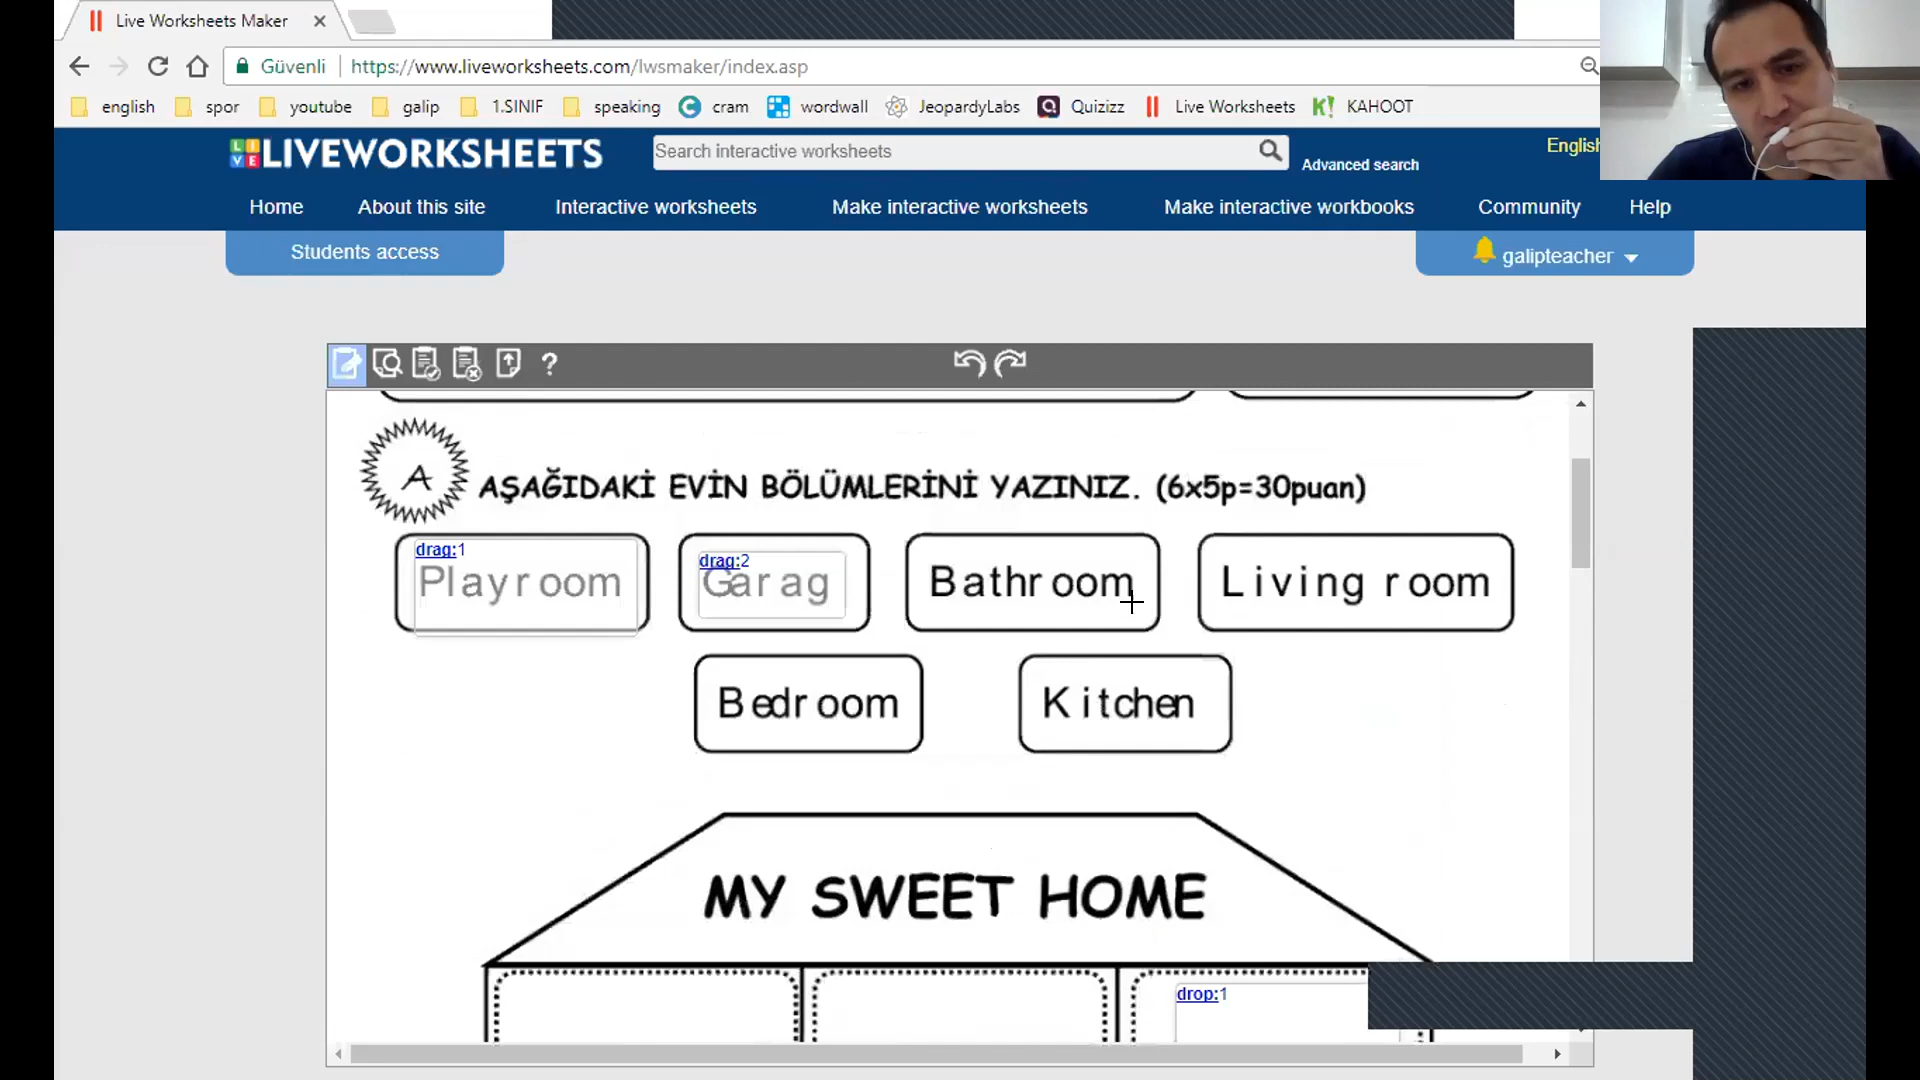 Live Worksheets Maker
Güvenli
https://www.liveworksheets.com/lwsmaker/index.asp
english
spor
youtube
galip
1.SINIF
speaking
cram
wordwall
JeopardyLabs
Quizizz
Live Worksheets
KAHOOT
LIVE LIVEWORKSHEETS
Search interactive worksheets
Advanced search
English
Home
About this site
Interactive worksheets
Make interactive worksheets
Make interactive workbooks
Community
Help
Students access
galipteacher
?
A
AŞAĞIDAKİ EVİN BÖLÜMLERİNİ YAZINIZ. (6x5p=30puan)
drag:1
Playroom
drag:2
Garag
Bathroom
Living room
Bedroom
Kitchen
MY SWEET HOME
drop:1